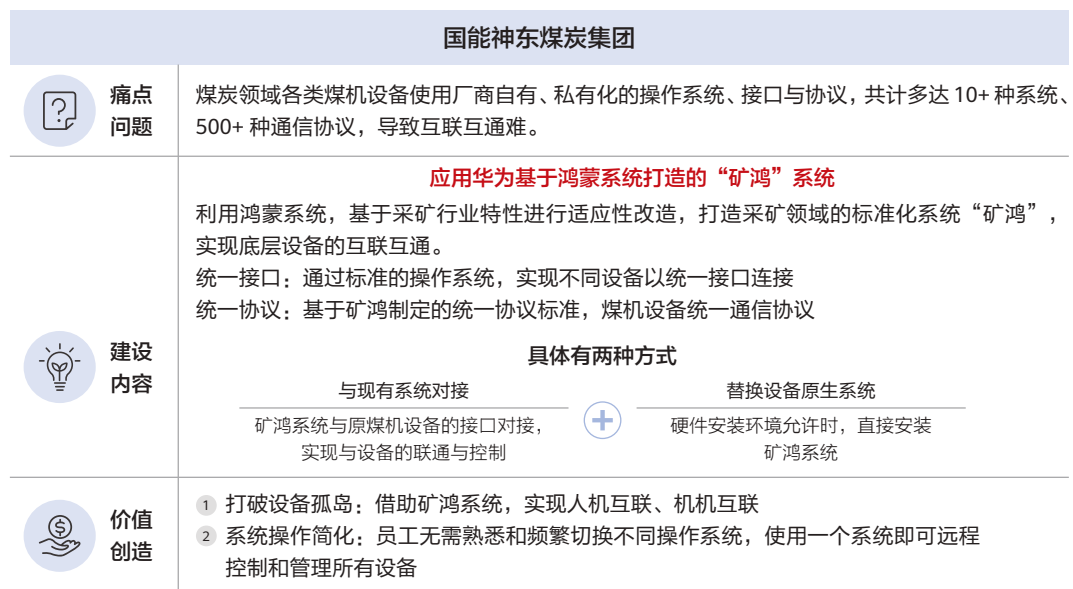 国能神东煤炭集团
痛点
问题
煤炭领域各类煤机设备使用厂商自有、私有化的操作系统、接口与协议，共计多达 10+ 种系统、
500+ 种通信协议，导致互联互通难。
应用华为基于鸿蒙系统打造的“矿鸿”系统
利用鸿蒙系统，基于采矿行业特性进行适应性改造，打造采矿领域的标准化系统“矿鸿”，
实现底层设备的互联互通。
统一接口：通过标准的操作系统，实现不同设备以统一接口连接
统一协议：基于矿鸿制定的统一协议标准，煤机设备统一通信协议
建设
内容
具体有两种方式
与现有系统对接
矿鸿系统与原煤机设备的接口对接，
实现与设备的联通与控制
替换设备原生系统
硬件安装环境允许时，直接安装
矿鸿系统
价值
创造
1 打破设备孤岛：借助矿鸿系统，实现人机互联、机机互联
2 系统操作简化：员工无需熟悉和频繁切换不同操作系统，使用一个系统即可远程
控制和管理所有设备